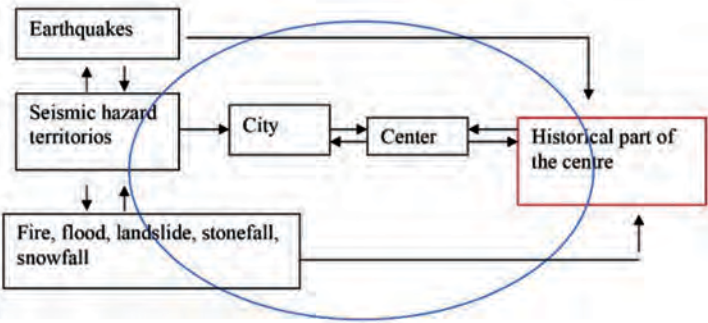 Earthquakes
Seismic hazard
territorios
City
Center
Historical part of
the centre
Fire, flood, landslide, stonefall,
snowfall